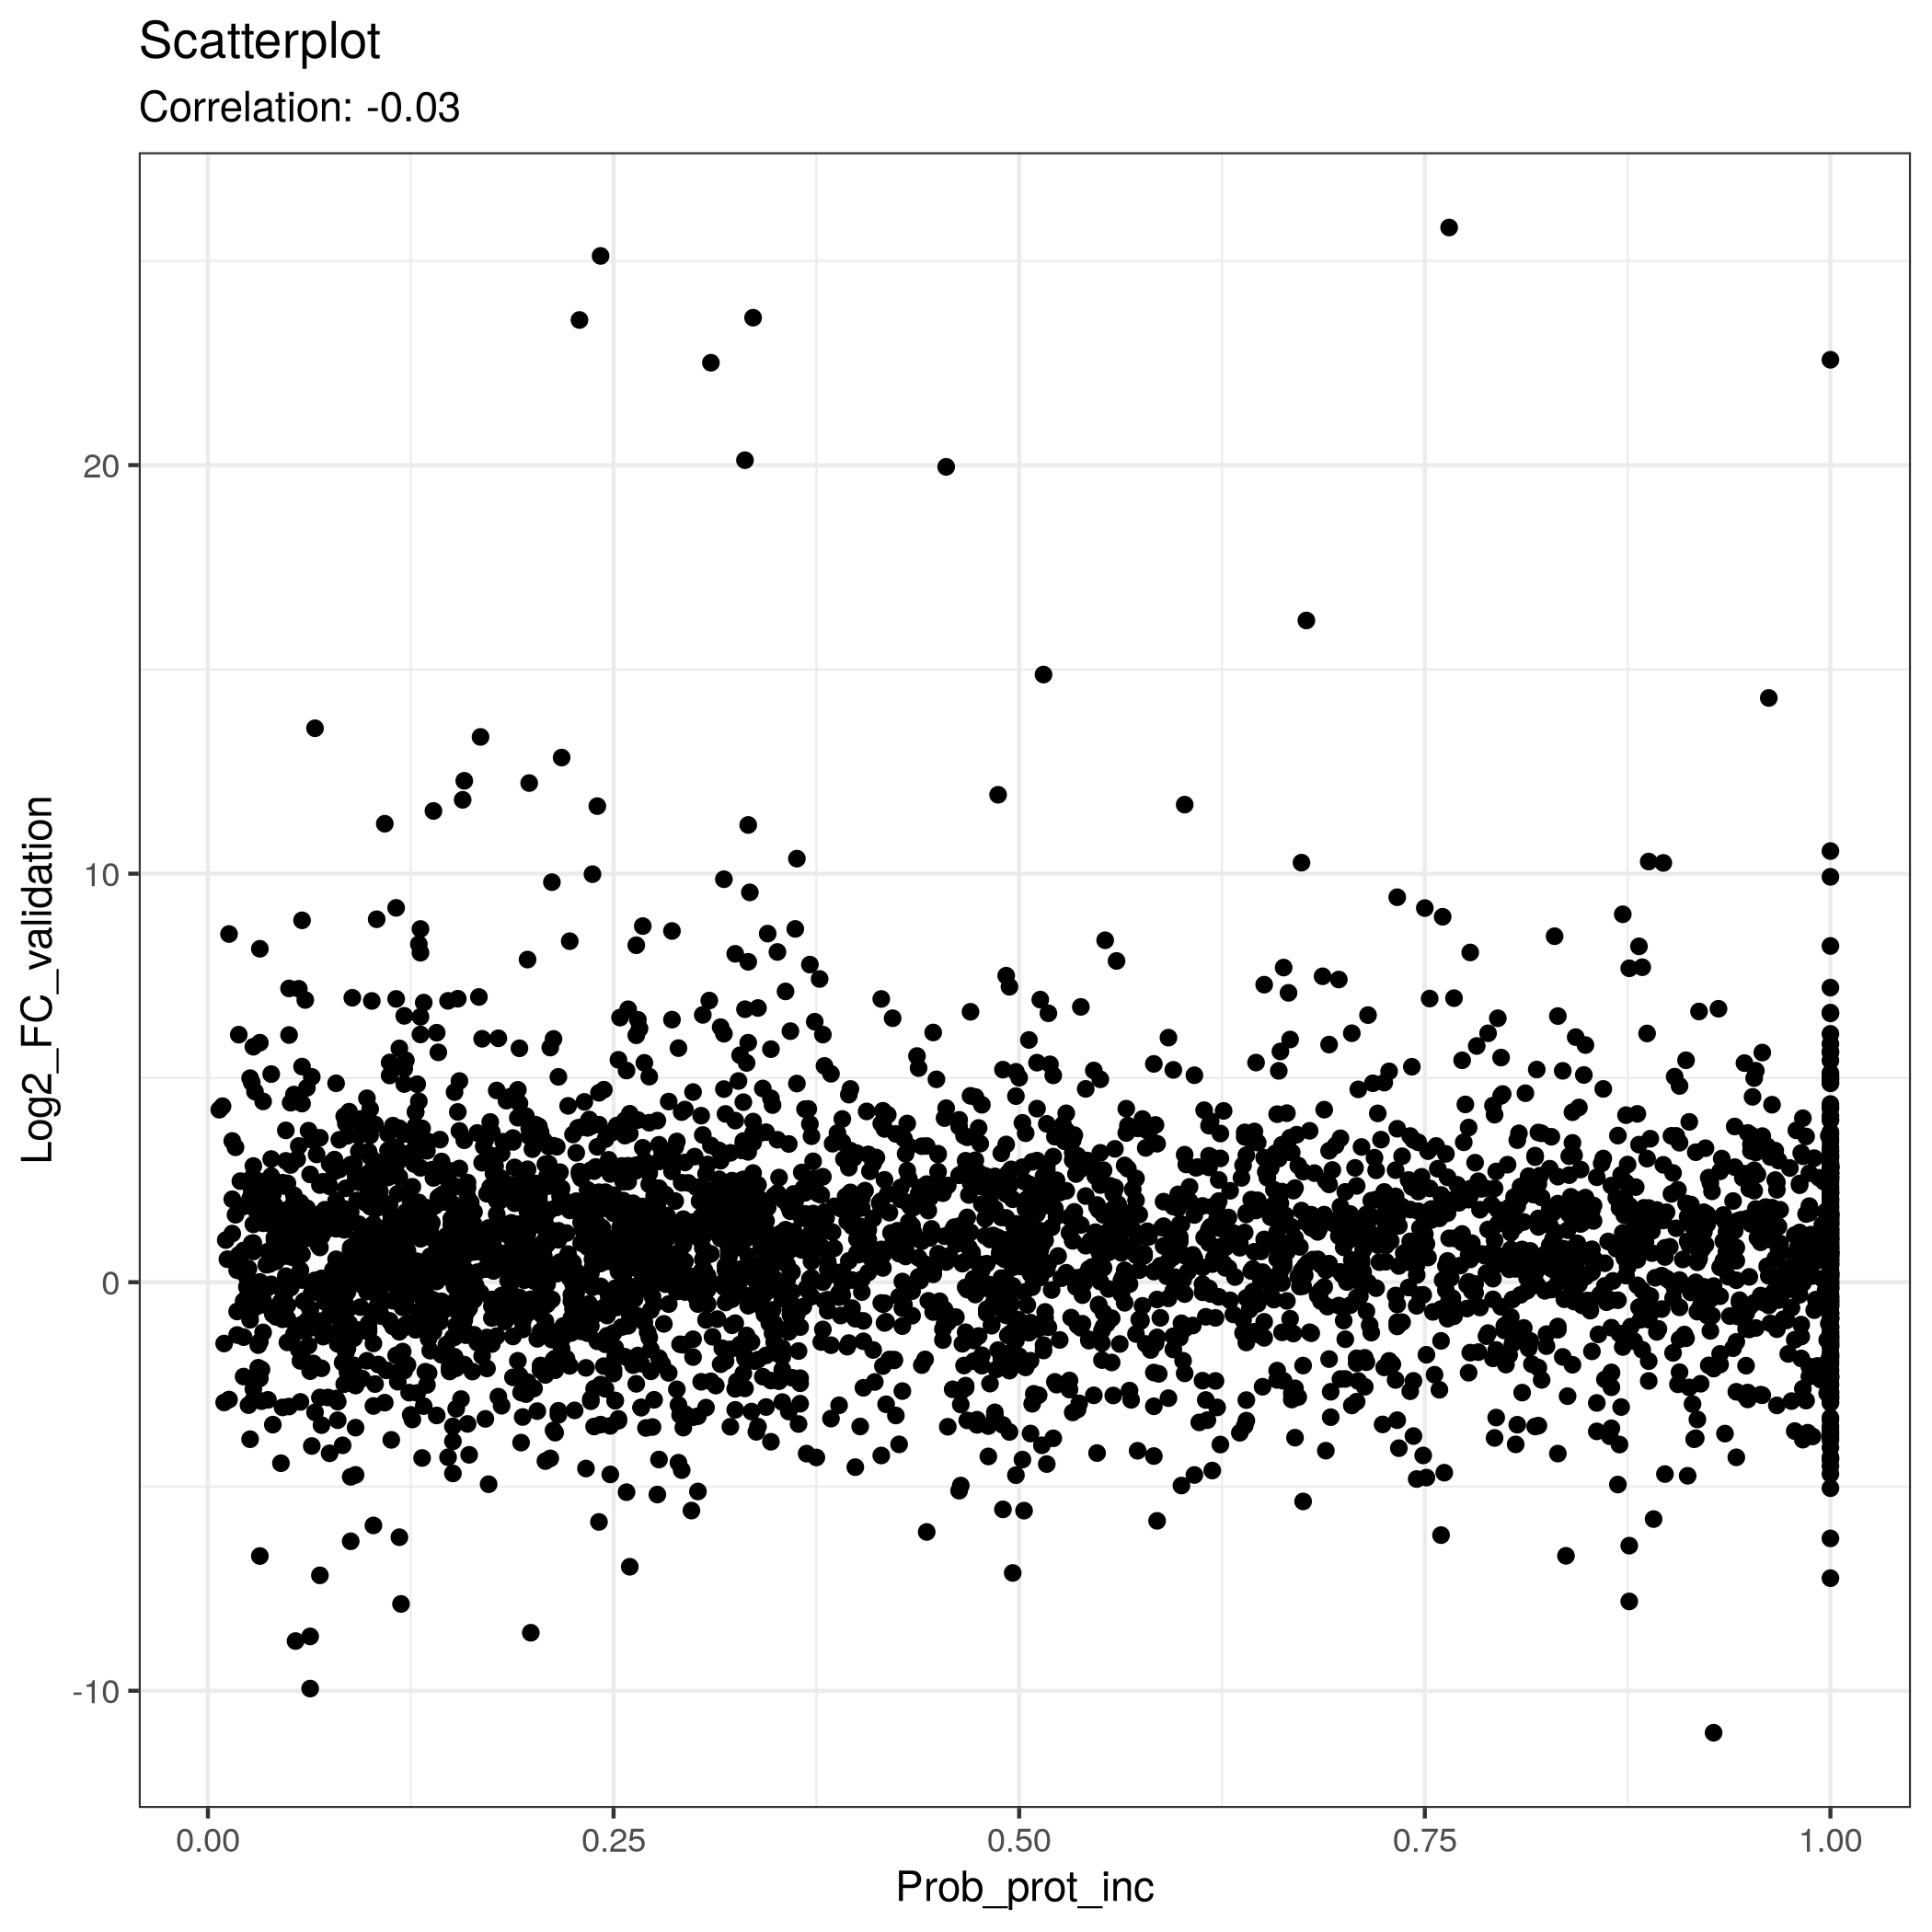 Scatterplot
Correlation: -0.03
Log2_FC_validation
20
10
0
-10
0.00 0.25 0.50 0.75 1.00
Prob_prot_inc